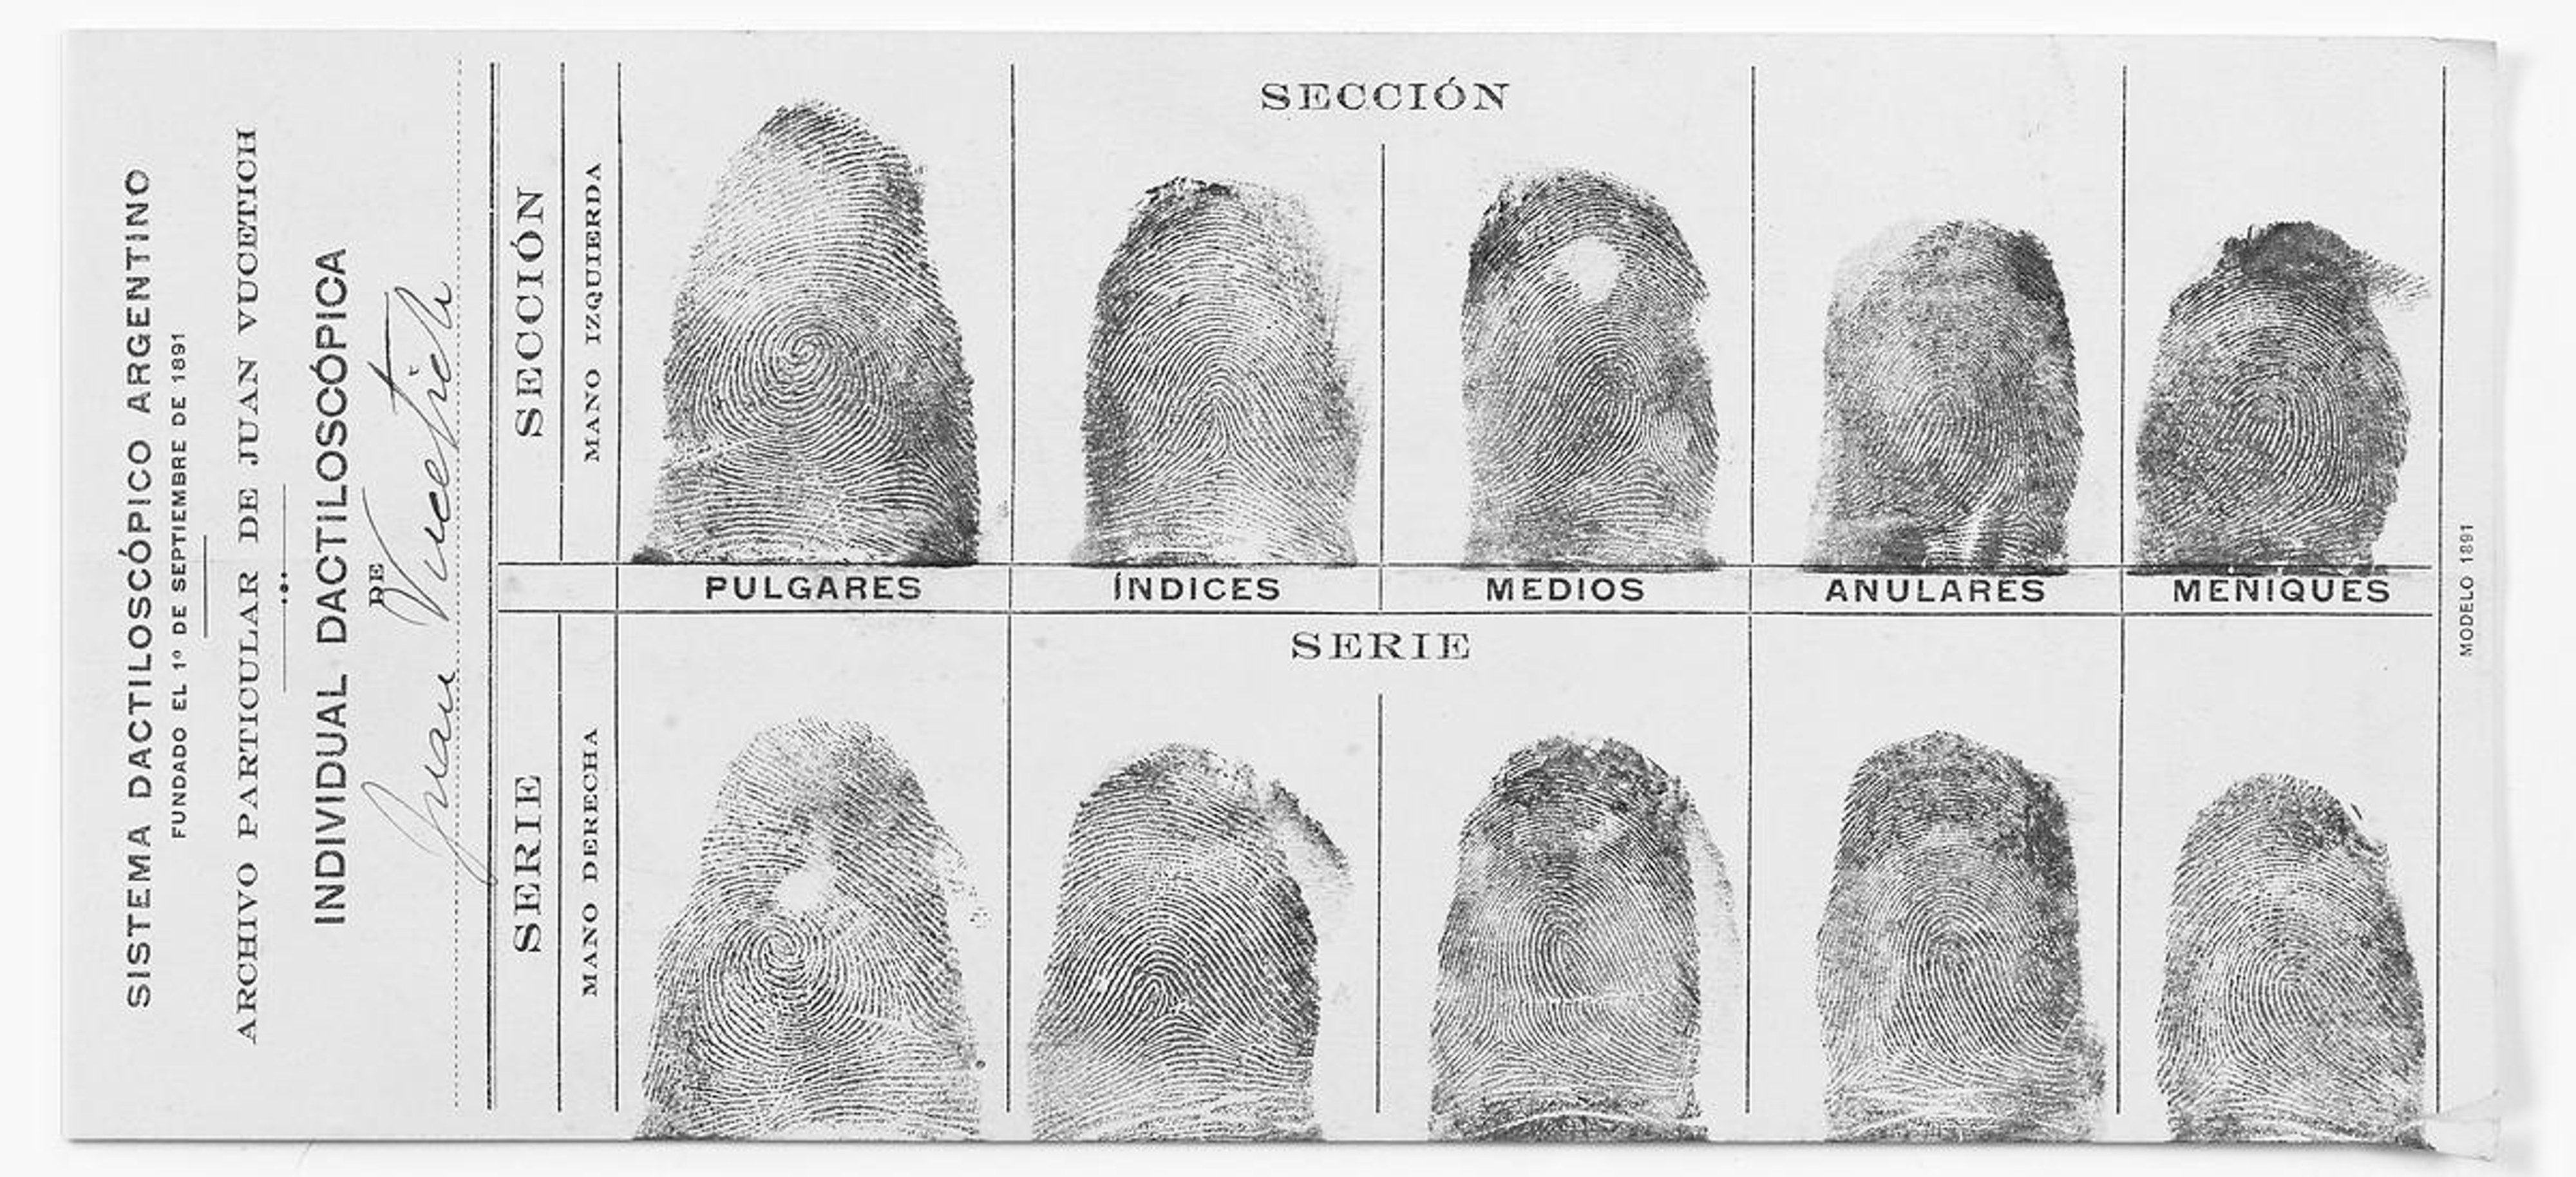 SISTEMA DACTILOSCÓPICO ARGENTINO
FUNDADO EL 1º DE SEPTIEMBRE DE 1891
ARCHIVO PARTICULAR DE JUAN VUCETICH
INDIVIDUAL DACTILOSCÓPICA
DE
Juan Vucetich
SECCIÓN
MANO IZQUIERDA
SECCIÓN
PULGARES ÍNDICES MEDIOS ANULARES MEÑIQUES
SERIE
SERIE
MANO DERECHA
MODELO 1891